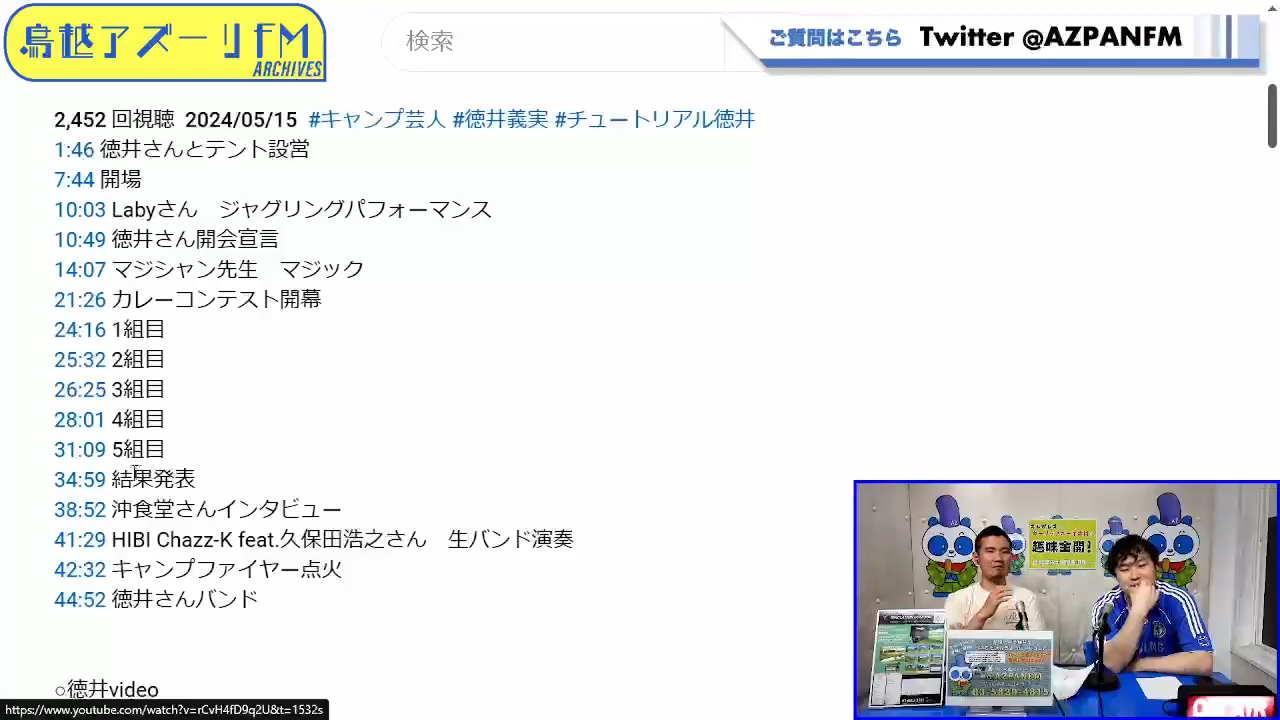 鳥越アズーリFM
ARCHIVES
検索
ご質問はこちら Twitter @AZPANFM
2,452 回視聴 2024/05/15 #キャンプ芸人 #徳井義実 #チュートリアル徳井
1:46 徳井さんとテント設営
7:44 開場
10:03 Labyさん　ジャグリングパフォーマンス
10:49 徳井さん開会宣言
14:07 マジシャン先生　マジック
21:26 カレーコンテスト開幕
24:16 1組目
25:32 2組目
26:25 3組目
28:01 4組目
31:09 5組目
34:59 結果発表
38:52 沖食堂さんインタビュー
41:29 HIBI Chazz-K feat.久保田浩之さん　生バンド演奏
42:32 キャンプファイヤー点火
44:52 徳井さんバンド
○徳井video
https://www.youtube.com/watch?v=rCvH4fD9q2U&t=1532s
趣味全開!
AZPANFM
03-5820-4815